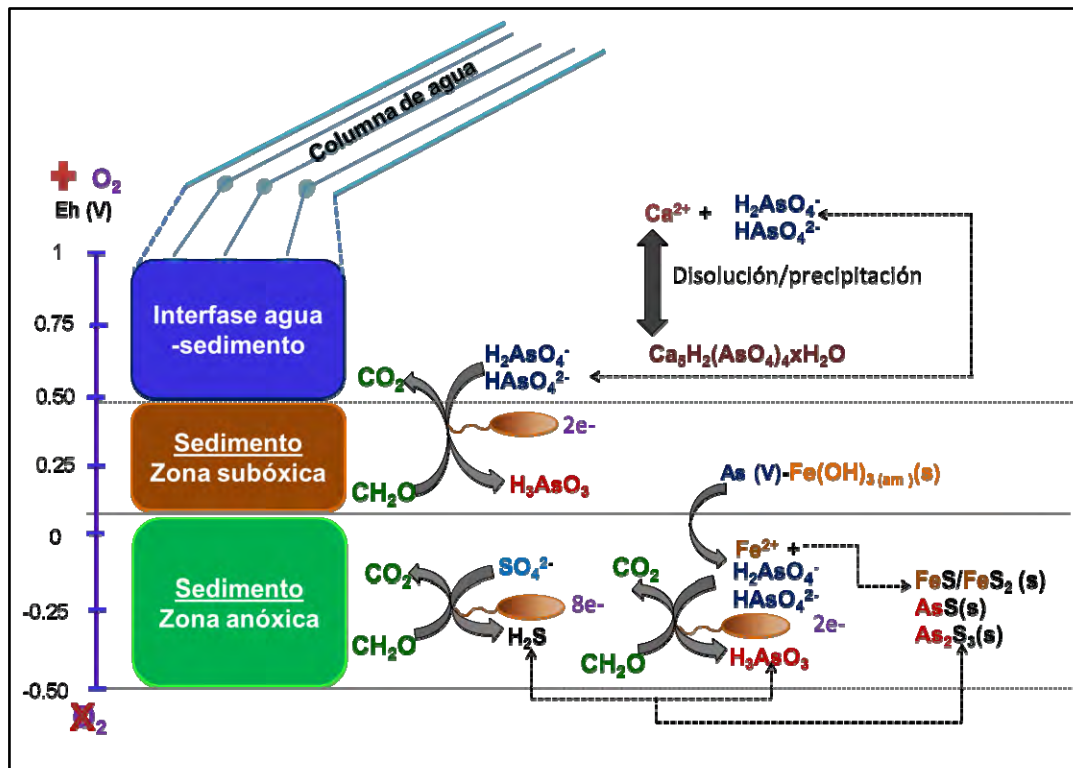 Columna de agua
+ O₂
Eh (V)
1
0.75
0.50
0.25
0
-0.25
-0.50
O₂
Interfase agua
-sedimento
Sedimento
Zona subóxica
Sedimento
Zona anóxica
Ca²⁺ + H₂AsO₄⁻
HAsO₄²⁻
Disolución/precipitación
Ca₅H₂(AsO₄)₄xH₂O
CO₂
H₂AsO₄⁻
HAsO₄²⁻
2e-
CH₂O
H₃AsO₃
As (V)-Fe(OH)₃ (am )(s)
CO₂
SO₄²⁻
8e-
CH₂O
H₂S
Fe²⁺ +
CO₂
H₂AsO₄⁻
HAsO₄²⁻
2e-
CH₂O
H₃AsO₃
FeS/FeS₂ (s)
AsS(s)
As₂S₃(s)